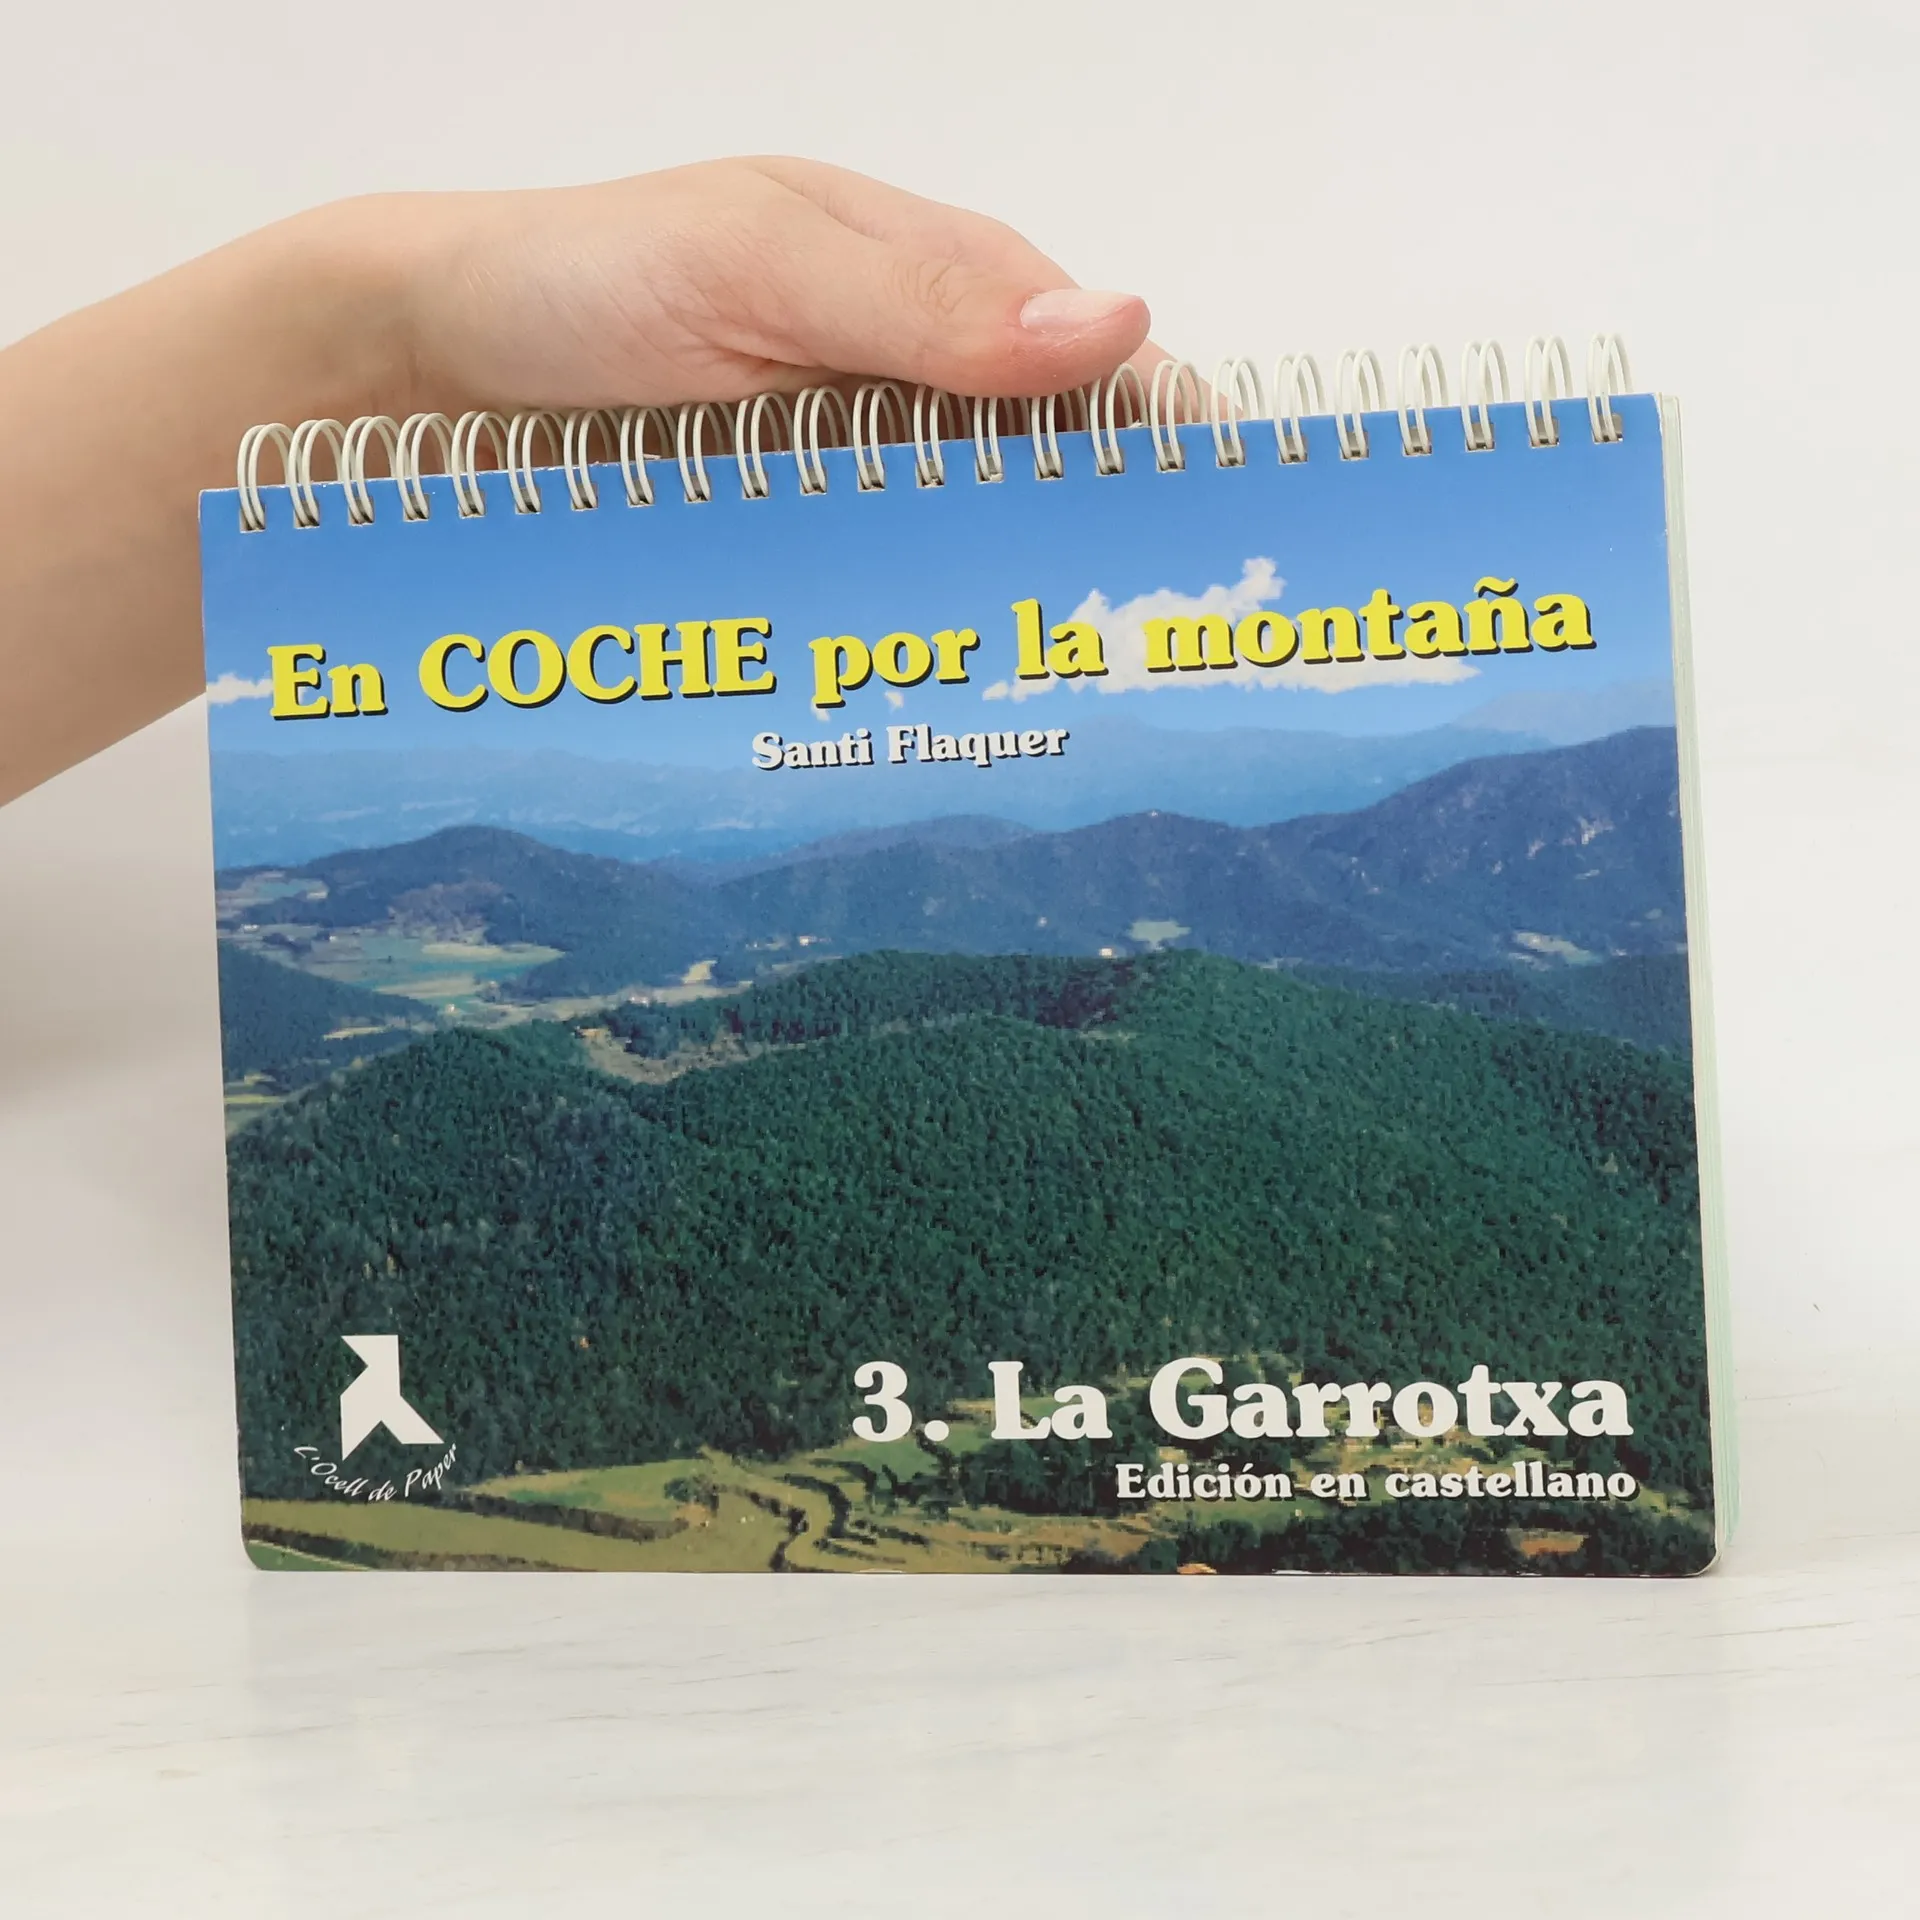 En COCHE por la montaña
Santi Flaquer
3. La Garrotxa
Edición en castellano
L'Ocell de Paper